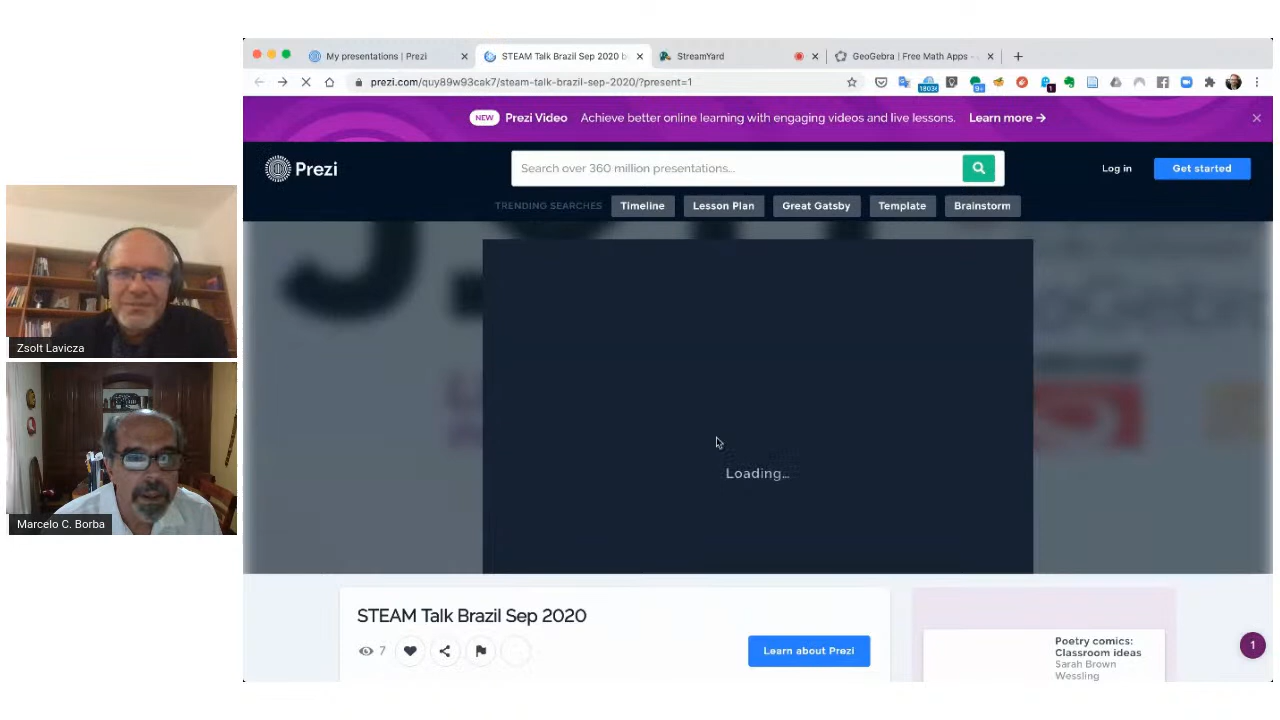 My presentations | Prezi
STEAM Talk Brazil Sep 2020 b
StreamYard
GeoGebra | Free Math Apps -
prezi.com/quy89w93cak7/steam-talk-brazil-sep-2020/?present=1
NEW Prezi Video Achieve better online learning with engaging videos and live lessons. Learn more →
Prezi
Search over 360 million presentations...
Log in
Get started
TRENDING SEARCHES Timeline Lesson Plan Great Gatsby Template Brainstorm
Zsolt Lavicza
Marcelo C. Borba
Loading...
STEAM Talk Brazil Sep 2020
7
Learn about Prezi
Poetry comics:
Classroom ideas
Sarah Brown
Wessling
1